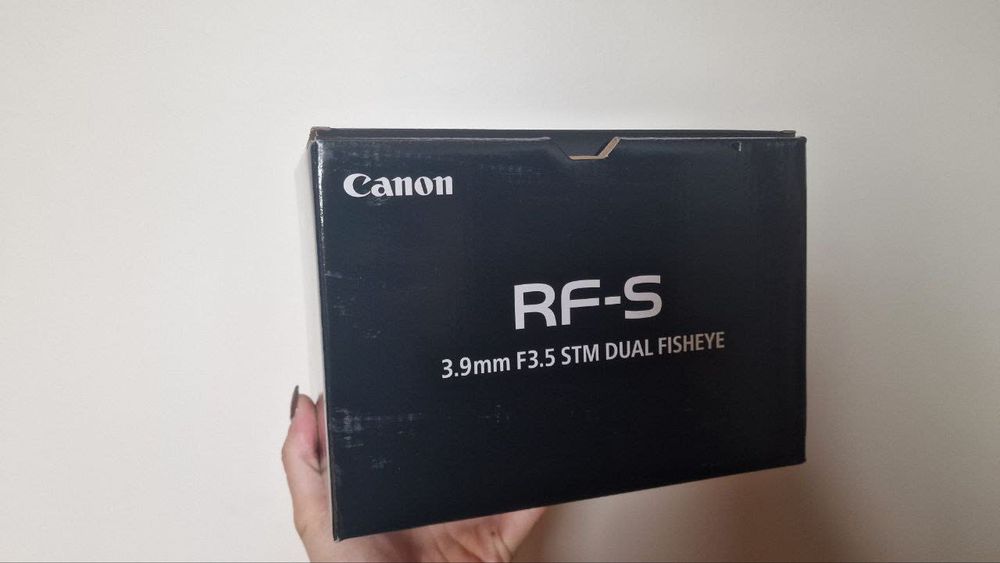 Canon
RF-S
3.9mm F3.5 STM DUAL FISHEYE